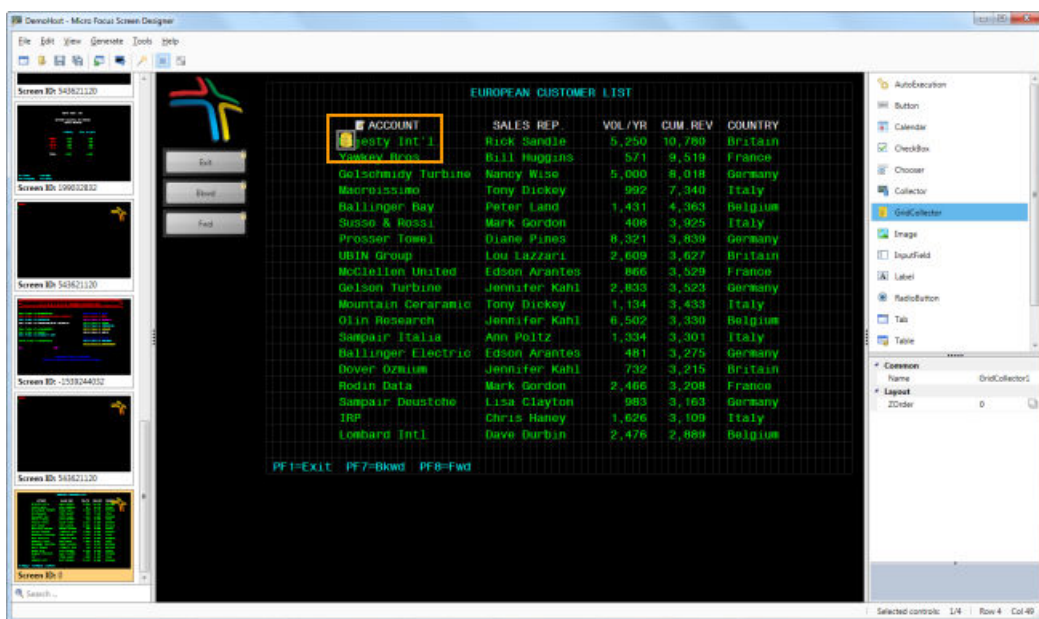 DemoHost - Micro Focus Screen Designer
File Edit View Generate Tools Help
Screen ID: 543621120
Screen ID: 199032832
Screen ID: 543621120
Screen ID: -1539244032
Screen ID: 543621120
Screen ID: 0
Search ...
Exit
Bkwd
Fwd
EUROPEAN CUSTOMER LIST
ACCOUNT SALES REP. VOL/YR CUM.REV COUNTRY
gesty Int'l Rick Sandle 5,250 10,780 Britain
Yawkey Bros Bill Huggins 571 9,519 France
Gelschmidy Turbine Nancy Wise 5,000 8,018 Germany
Macroissimo Tony Dickey 992 7,340 Italy
Ballinger Bay Peter Land 1,431 4,363 Belgium
Susso & Rossi Mark Gordon 408 3,925 Italy
Prosser Towel Diane Pines 8,321 3,839 Germany
UBIN Group Lou Lazzari 2,609 3,627 Britain
McClellon United Edson Arantes 866 3,529 France
Gelson Turbine Jennifer Kahl 2,833 3,523 Germany
Mountain Ceraramic Tony Dickey 1,134 3,433 Italy
Olin Research Jennifer Kahl 6,502 3,330 Belgium
Sampair Italia Ann Poltz 1,334 3,301 Italy
Ballinger Electric Edson Arantes 481 3,275 Germany
Dover Ozmium Jennifer Kahl 732 3,215 Britain
Rodin Data Mark Gordon 2,466 3,208 France
Sampair Deustche Lisa Clayton 983 3,163 Germany
IRP Chris Haney 1,626 3,109 Italy
Lombard Intl Dave Durbin 2,476 2,889 Belgium
PF1=Exit PF7=Bkwd PF8=Fwd
AutoExecution
Button
Calendar
CheckBox
Chooser
Collector
GridCollector
Image
InputField
Label
RadioButton
Tab
Table
Common
Name GridCollector1
Layout
ZOrder 0
Selected controls: 1/4 Row 4 Col 49